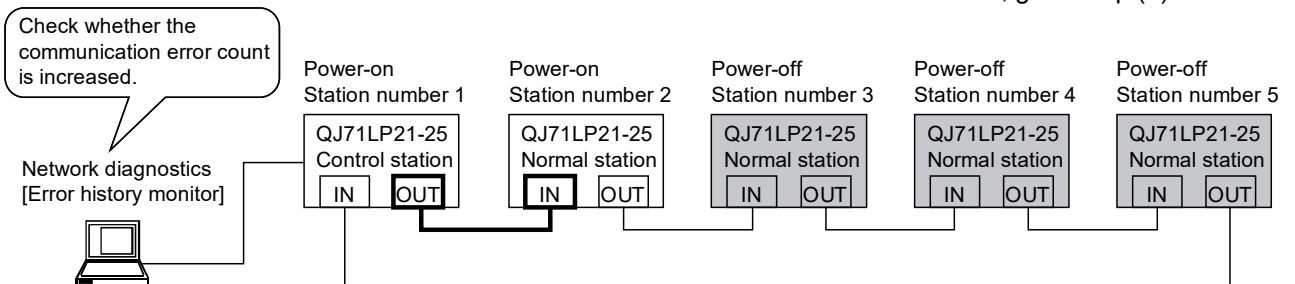 Check whether the
communication error count
is increased.
Power-on
Station number 1
Power-on
Station number 2
Power-off
Station number 3
Power-off
Station number 4
Power-off
Station number 5
QJ71LP21-25
Control station
IN OUT
QJ71LP21-25
Normal station
IN OUT
QJ71LP21-25
Normal station
IN OUT
QJ71LP21-25
Normal station
IN OUT
QJ71LP21-25
Normal station
IN OUT
Network diagnostics
[Error history monitor]